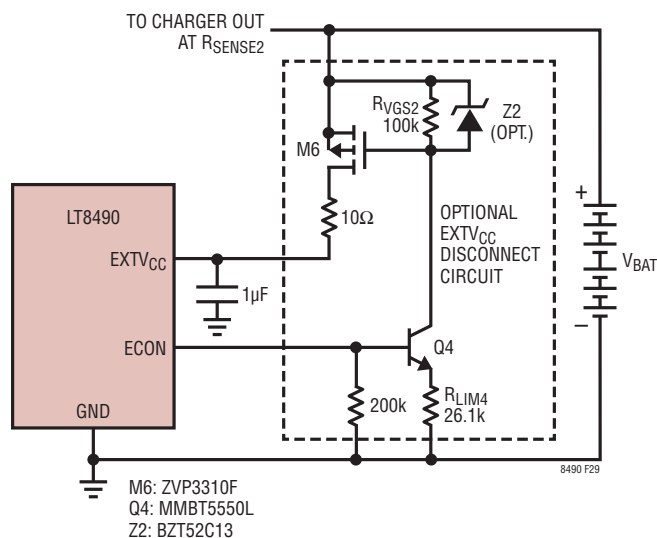 TO CHARGER OUT
AT RSENSE2
RVGS2
100k
Z2
(OPT.)
M6
LT8490
10Ω
OPTIONAL
EXTVCC
DISCONNECT
CIRCUIT
+
VBAT
–
EXTVCC
1µF
ECON
Q4
GND
200k
RLIM4
26.1k
8490 F29
M6: ZVP3310F
Q4: MMBT5550L
Z2: BZT52C13